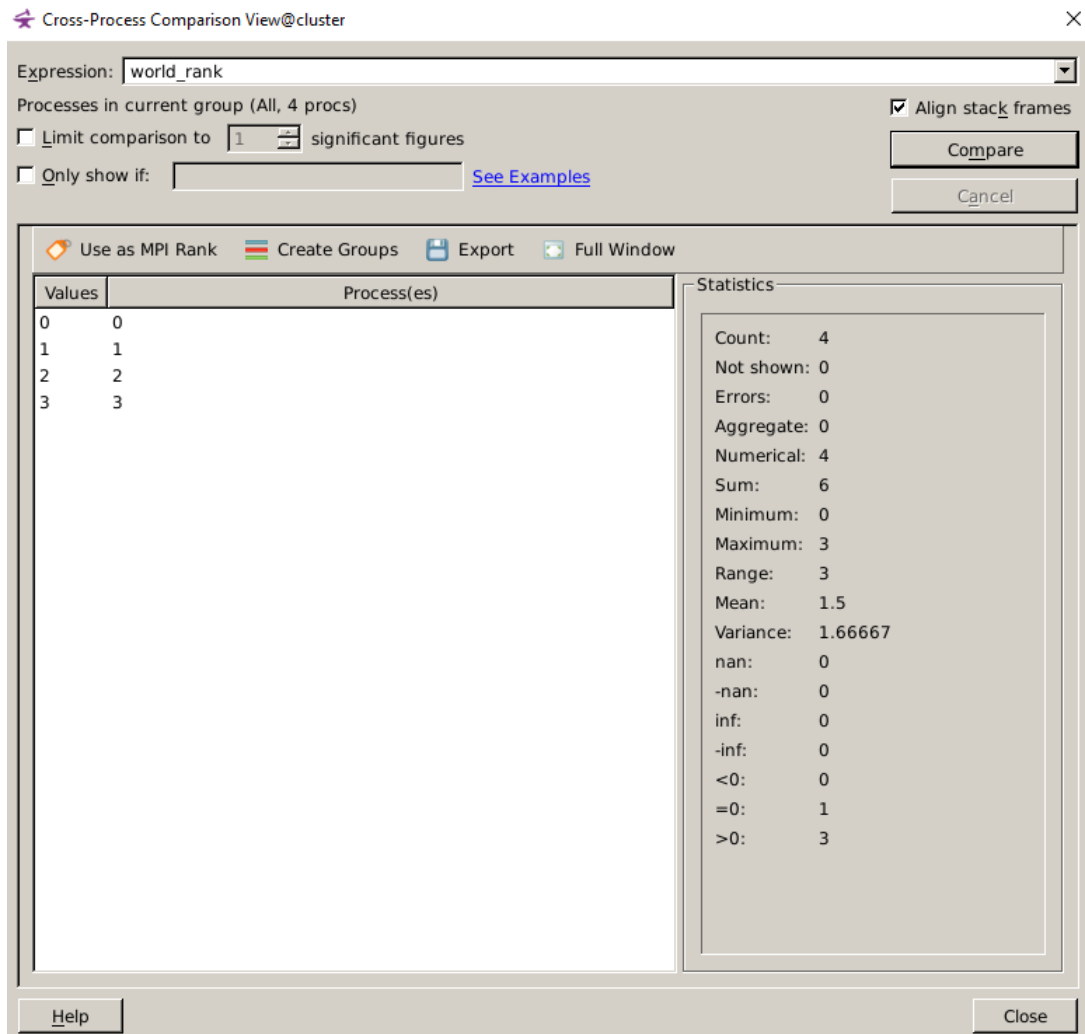 Cross-Process Comparison View@cluster
Expression: world_rank
Processes in current group (All, 4 procs)
Align stack frames
Limit comparison to 1 significant figures
Compare
Only show if: See Examples
Cancel
Use as MPI Rank Create Groups Export Full Window
Values Process(es)
0 0
1 1
2 2
3 3
Statistics
Count: 4
Not shown: 0
Errors: 0
Aggregate: 0
Numerical: 4
Sum: 6
Minimum: 0
Maximum: 3
Range: 3
Mean: 1.5
Variance: 1.66667
nan: 0
-nan: 0
inf: 0
-inf: 0
<0: 0
=0: 1
>0: 3
Help Close